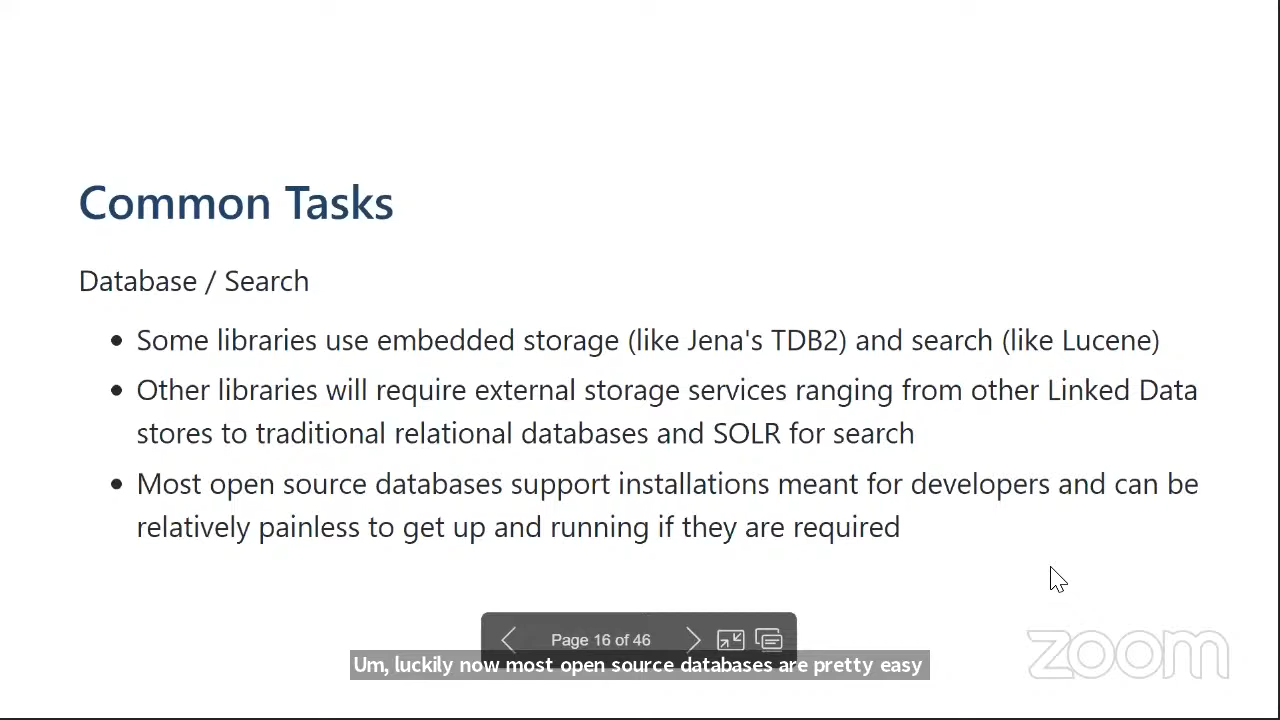 Common Tasks
Database / Search
Some libraries use embedded storage (like Jena's TDB2) and search (like Lucene)
Other libraries will require external storage services ranging from other Linked Data
stores to traditional relational databases and SOLR for search
Most open source databases support installations meant for developers and can be
relatively painless to get up and running if they are required
Page 16 of 46
Um, luckily now most open source databases are pretty easy
zoom